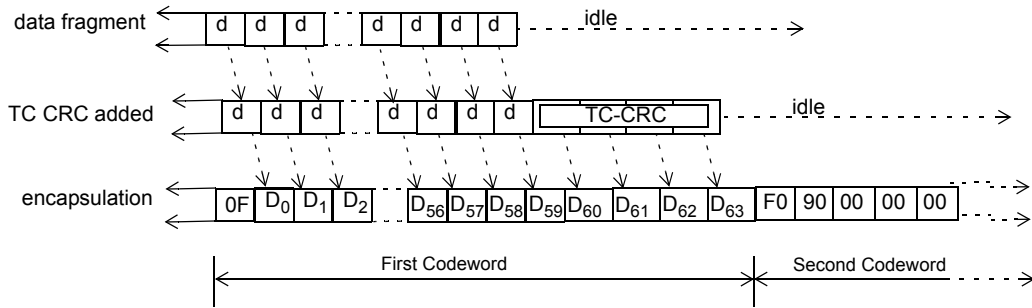 data fragment d d d d d d d idle
TC CRC added d d d d d d d TC-CRC idle
encapsulation 0F D0 D1 D2 D56 D57 D58 D59 D60 D61 D62 D63 F0 90 00 00 00
First Codeword Second Codeword